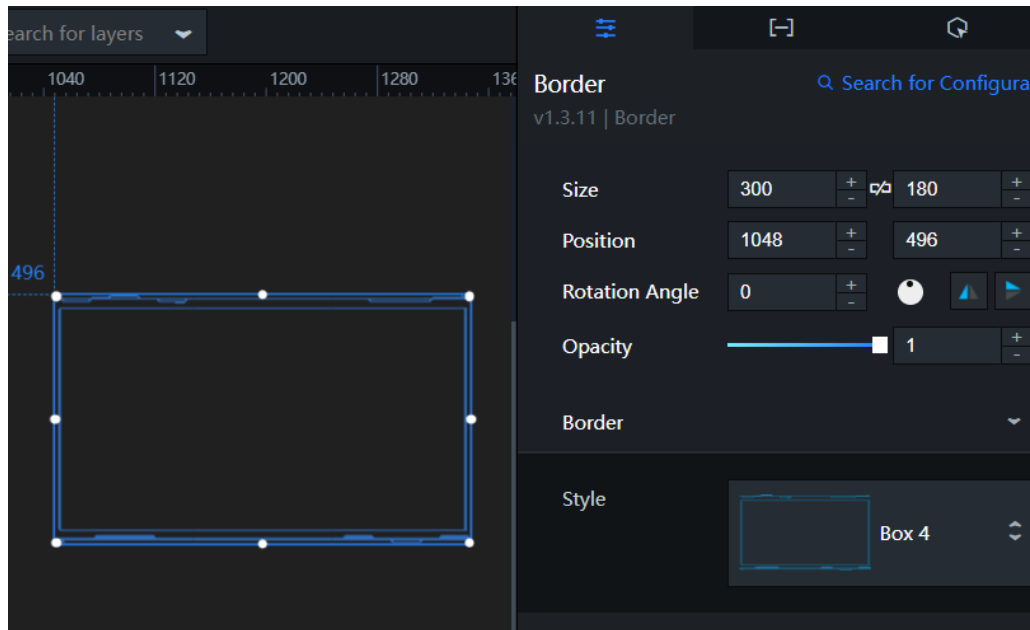 earch for layers
1040 1120 1200 1280 136
Border
Search for Configura
v1.3.11 | Border
496
Size 300 180
Position 1048 496
Rotation Angle 0
Opacity 1
Border
Style
Box 4